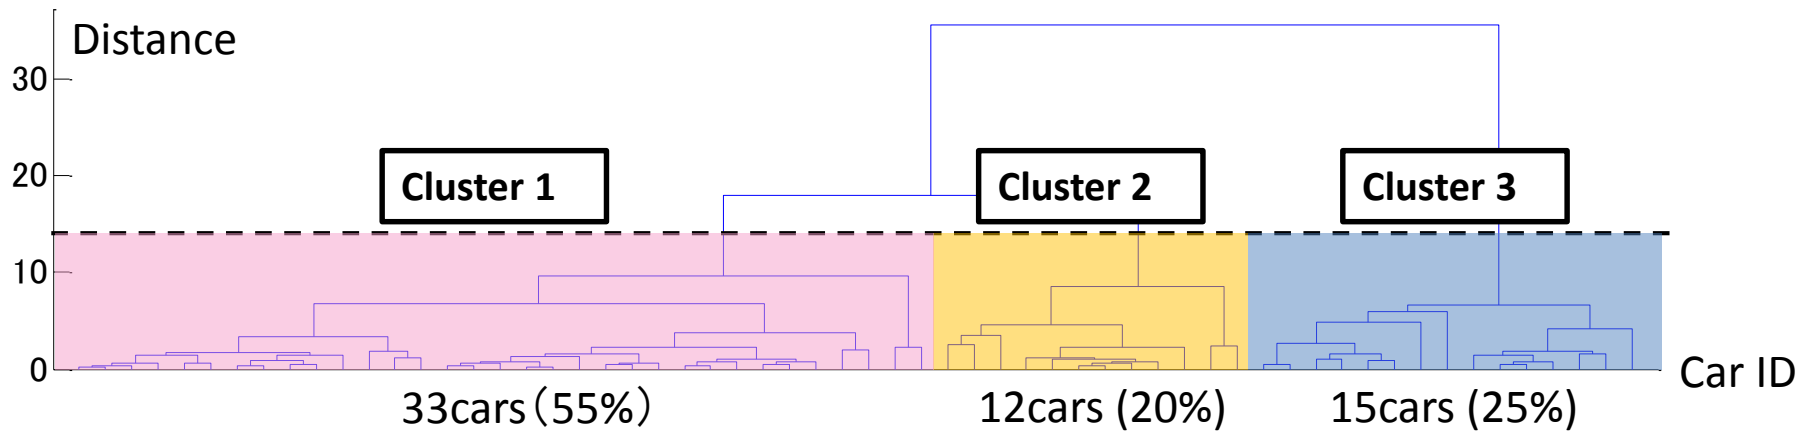 Distance
30
20
10
0
Cluster 1
Cluster 2
Cluster 3
Car ID
33cars（55%）
12cars (20%)
15cars (25%)